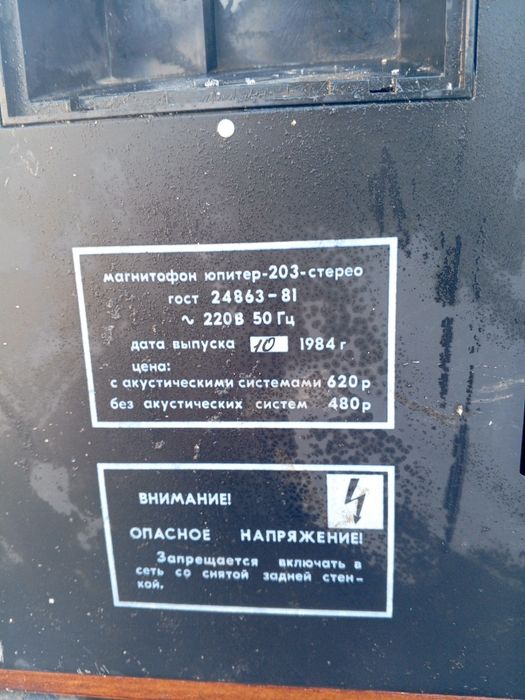 магнитофон юпитер-203-стерео
гост 24863-81
~ 220В 50 Гц
дата выпуска 10 1984 г
цена:
с акустическими системами 620 р
без акустических систем 480 р
ВНИМАНИЕ!
ОПАСНОЕ НАПРЯЖЕНИЕ!
Запрещается включать в
сеть со снятой задней стен-
кой.